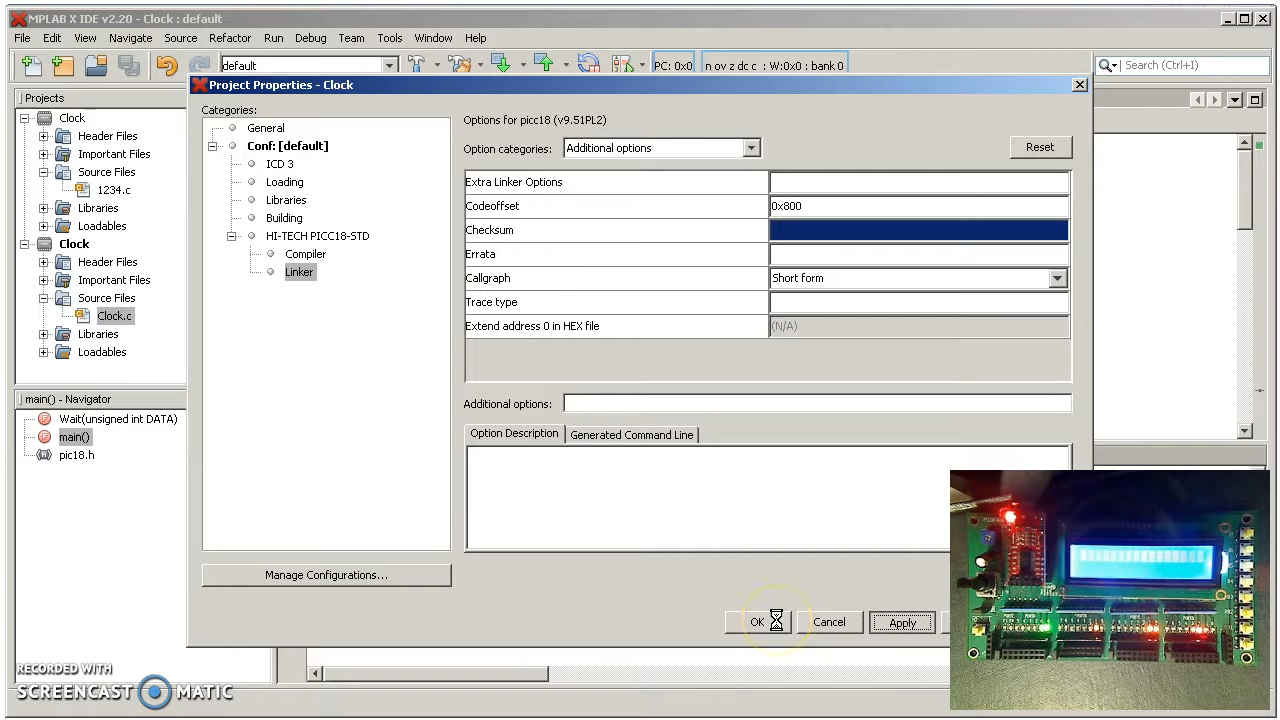 MPLAB X IDE v2.20 - Clock : default
File Edit View Navigate Source Refactor Run Debug Team Tools Window Help
default
PC: 0x0
n ov z dc c : W:0x0 : bank 0
Search (Ctrl+I)
Projects
Clock
Header Files
Important Files
Source Files
1234.c
Libraries
Loadables
Clock
Header Files
Important Files
Source Files
Clock.c
Libraries
Loadables
main() - Navigator
Wait(unsigned int DATA)
main()
pic18.h
Project Properties - Clock
Categories:
General
Conf: [default]
ICD 3
Loading
Libraries
Building
HI-TECH PICC18-STD
Compiler
Linker
Manage Configurations...
Options for picc18 (v9.51PL2)
Option categories: Additional options
Reset
Extra Linker Options
Codeoffset 0x800
Checksum
Errata
Callgraph Short form
Trace type
Extend address 0 in HEX file (N/A)
Additional options:
Option Description Generated Command Line
OK Cancel Apply
RECORDED WITH
SCREENCAST MATIC